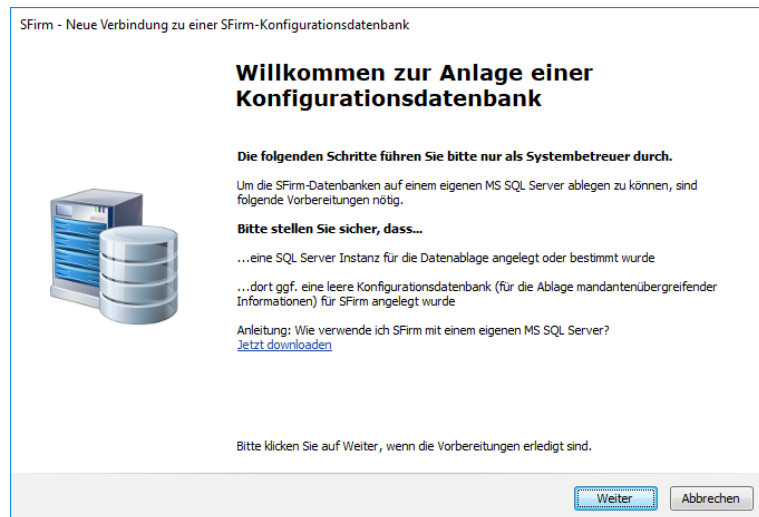 SFirm - Neue Verbindung zu einer SFirm-Konfigurationsdatenbank
Willkommen zur Anlage einer
Konfigurationsdatenbank
Die folgenden Schritte führen Sie bitte nur als Systembetreuer durch.
Um die SFirm-Datenbanken auf einem eigenen MS SQL Server ablegen zu können, sind
folgende Vorbereitungen nötig.
Bitte stellen Sie sicher, dass...
...eine SQL Server Instanz für die Datenablage angelegt oder bestimmt wurde
...dort ggf. eine leere Konfigurationsdatenbank (für die Ablage mandantenübergreifender
Informationen) für SFirm angelegt wurde
Anleitung: Wie verwende ich SFirm mit einem eigenen MS SQL Server?
Jetzt downloaden
Bitte klicken Sie auf Weiter, wenn die Vorbereitungen erledigt sind.
Weiter Abbrechen